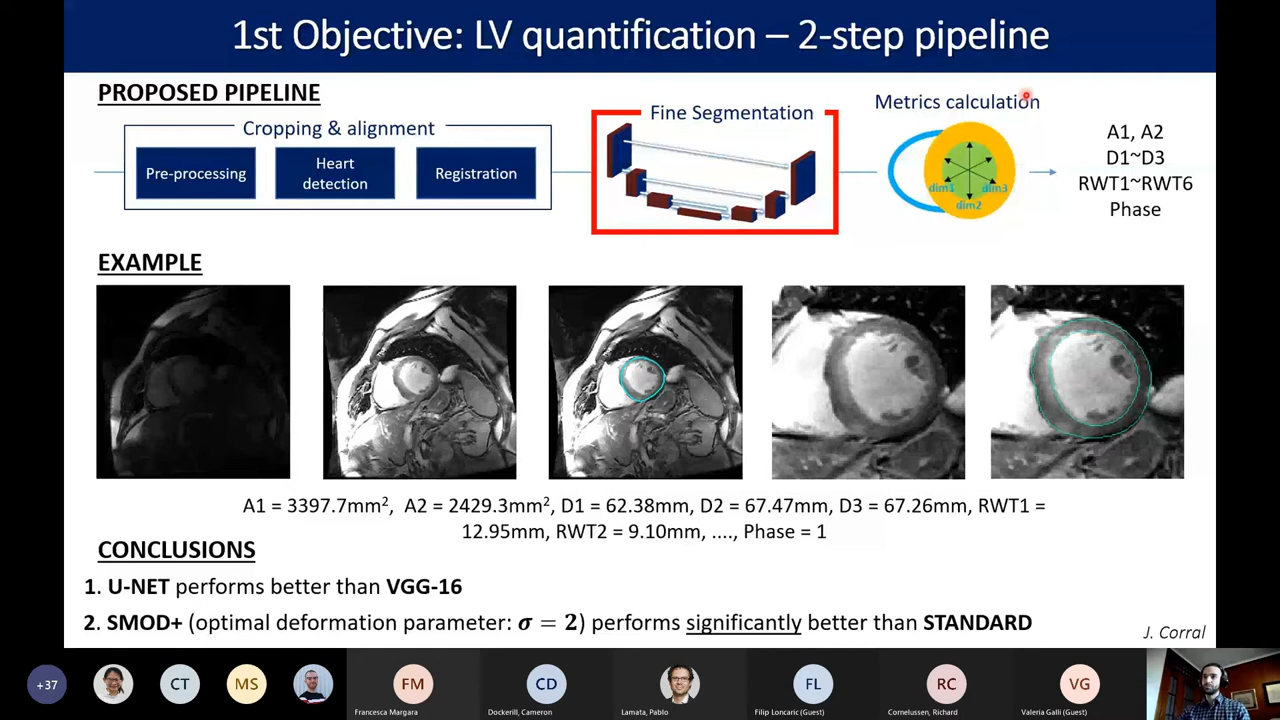 1st Objective: LV quantification – 2-step pipeline
PROPOSED PIPELINE
Cropping & alignment
Pre-processing
Heart
detection
Registration
Fine Segmentation
Metrics calculation
dim1
dim3
dim2
A1, A2
D1~D3
RWT1~RWT6
Phase
EXAMPLE
A1 = 3397.7mm², A2 = 2429.3mm², D1 = 62.38mm, D2 = 67.47mm, D3 = 67.26mm, RWT1 =
12.95mm, RWT2 = 9.10mm, ...., Phase = 1
CONCLUSIONS
1. U-NET performs better than VGG-16
2. SMOD+ (optimal deformation parameter: σ = 2) performs significantly better than STANDARD
J. Corral
+37
CT
MS
FM
Francesca Margara
CD
Dockerill, Cameron
Lamata, Pablo
FL
Filip Loncaric (Guest)
RC
Cornelussen, Richard
VG
Valeria Galli (Guest)